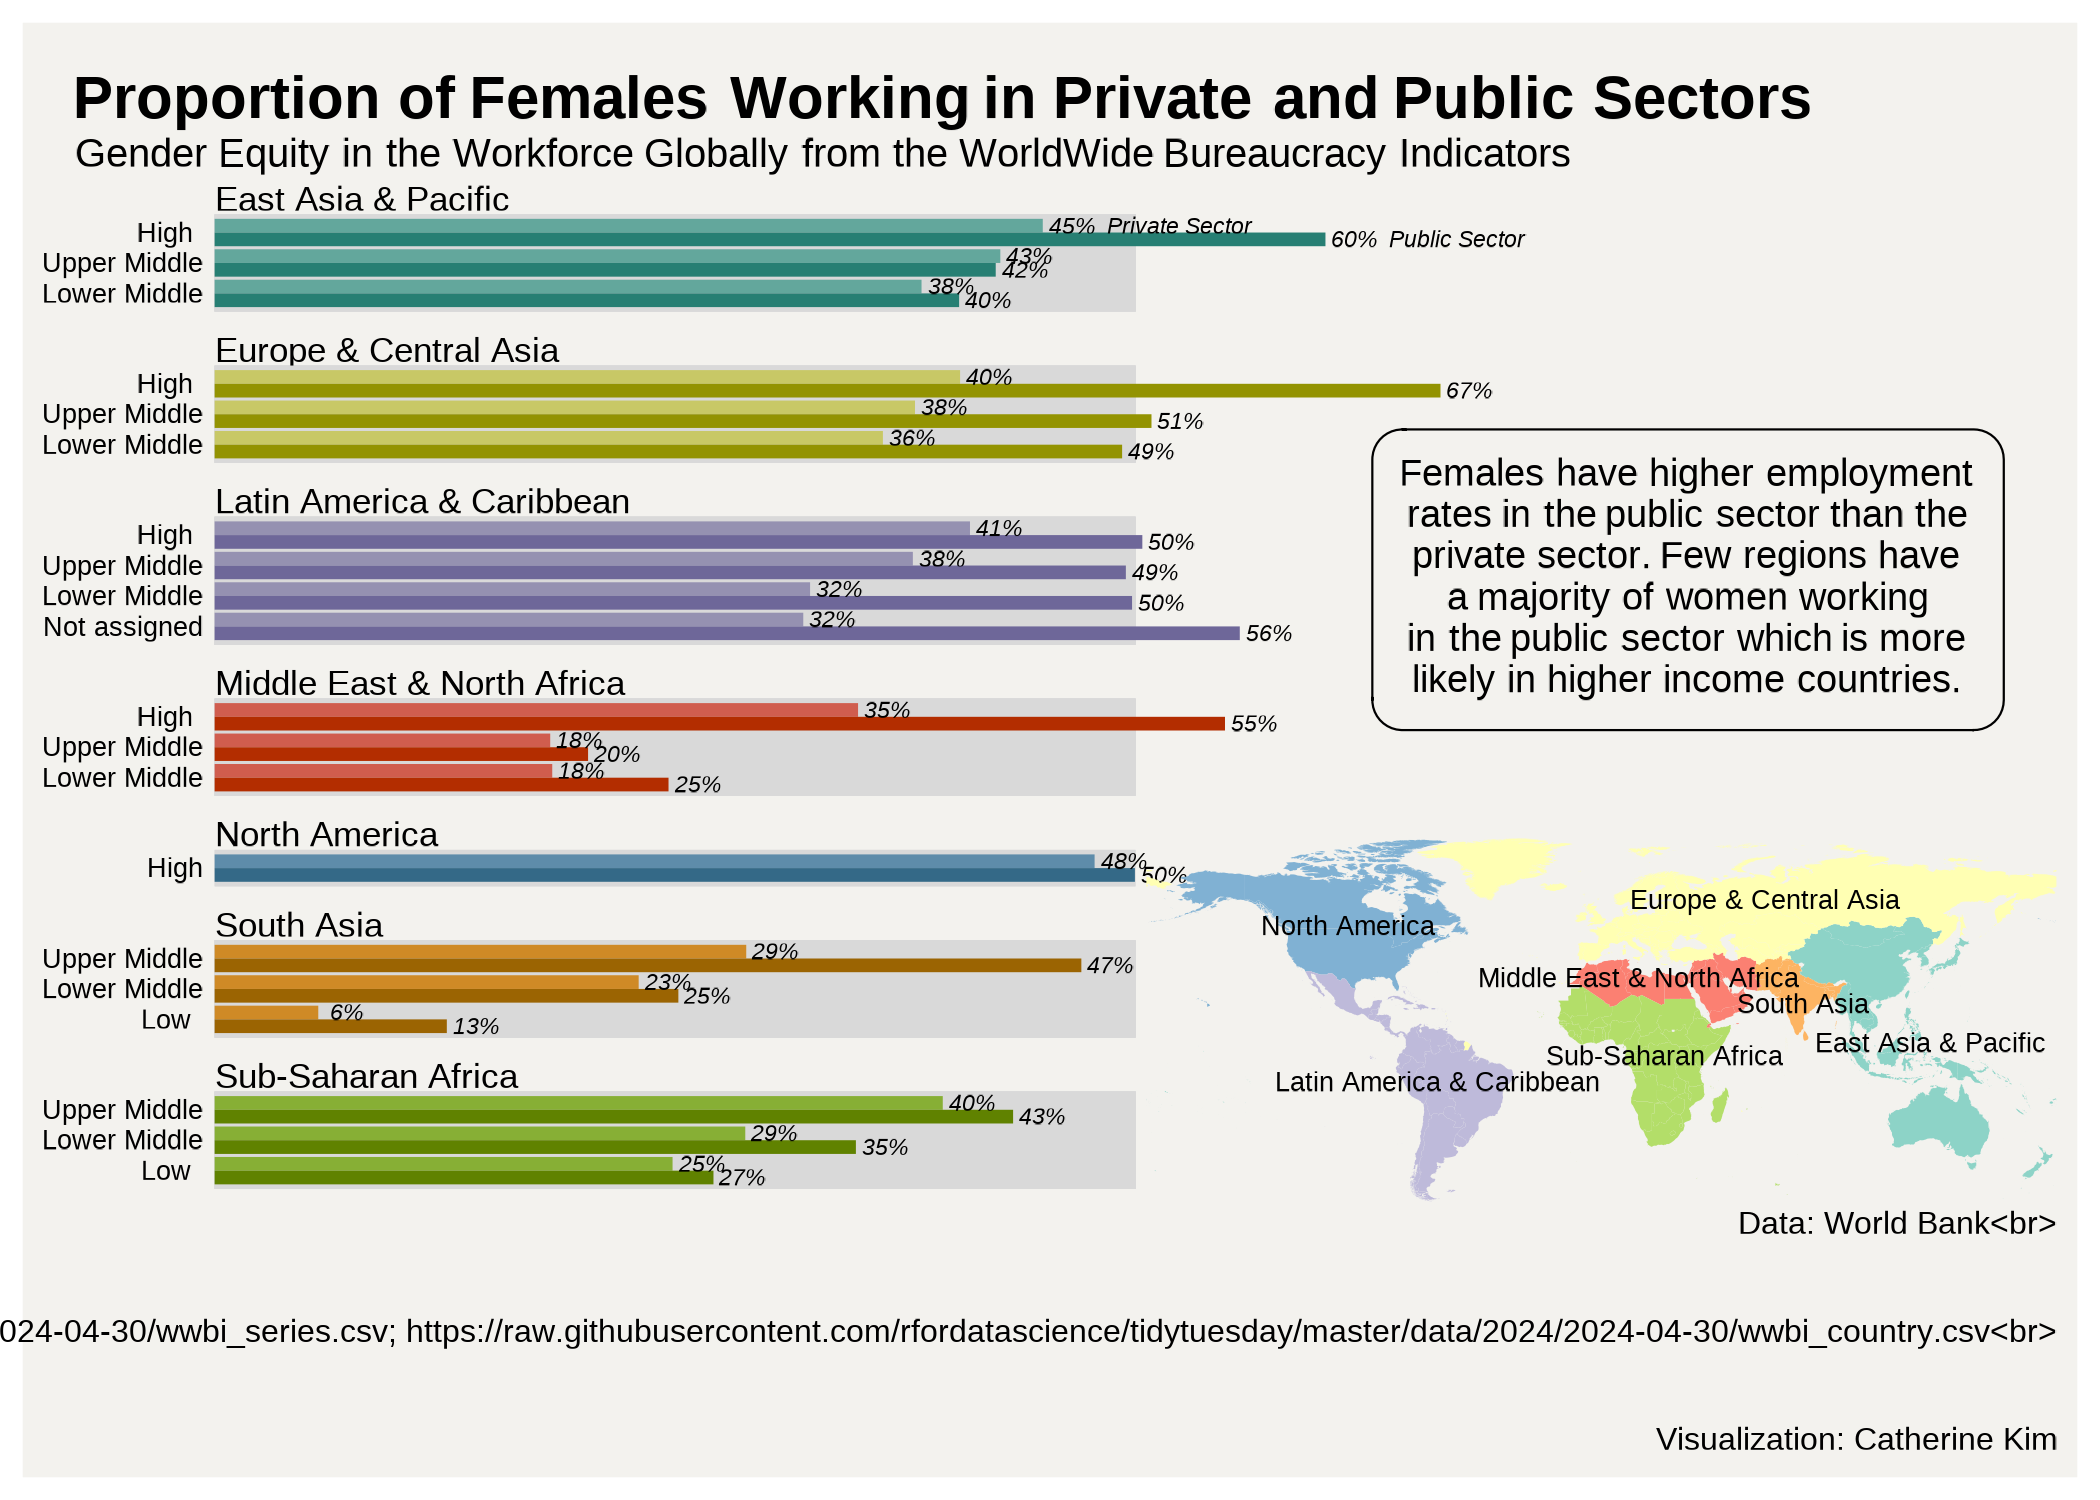 Proportion of Females Working in Private and Public Sectors
Gender Equity in the Workforce Globally from the WorldWide Bureaucracy Indicators
East Asia & Pacific
High 45% Private Sector
60% Public Sector
Upper Middle 43%
42%
Lower Middle 38%
40%
Europe & Central Asia
High 40%
67%
Upper Middle 38%
51%
Lower Middle 36%
49%
Latin America & Caribbean
High 41%
50%
Upper Middle 38%
49%
Lower Middle 32%
50%
Not assigned 32%
56%
Middle East & North Africa
High 35%
55%
Upper Middle 18%
20%
Lower Middle 18%
25%
North America
High 48%
50%
South Asia
Upper Middle 29%
47%
Lower Middle 23%
25%
Low 6%
13%
Sub-Saharan Africa
Upper Middle 40%
43%
Lower Middle 29%
35%
Low 25%
27%
Females have higher employment
rates in the public sector than the
private sector. Few regions have
a majority of women working
in the public sector which is more
likely in higher income countries.
Europe & Central Asia
North America
Middle East & North Africa
South Asia
East Asia & Pacific
Sub-Saharan Africa
Latin America & Caribbean
Data: World Bank<br>
024-04-30/wwbi_series.csv; https://raw.githubusercontent.com/rfordatascience/tidytuesday/master/data/2024/2024-04-30/wwbi_country.csv<br>
Visualization: Catherine Kim